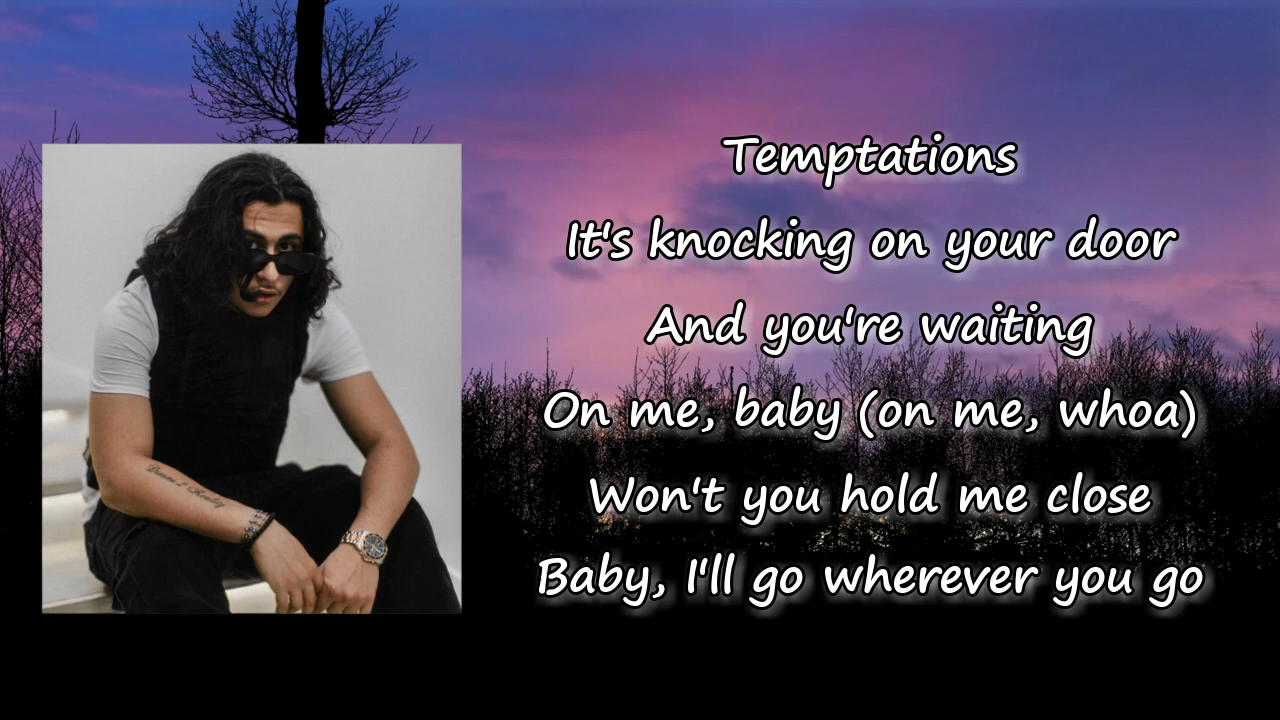 Temptations
It's knocking on your door
And you're waiting
On me, baby (on me, whoa)
Won't you hold me close
Baby, I'll go wherever you go